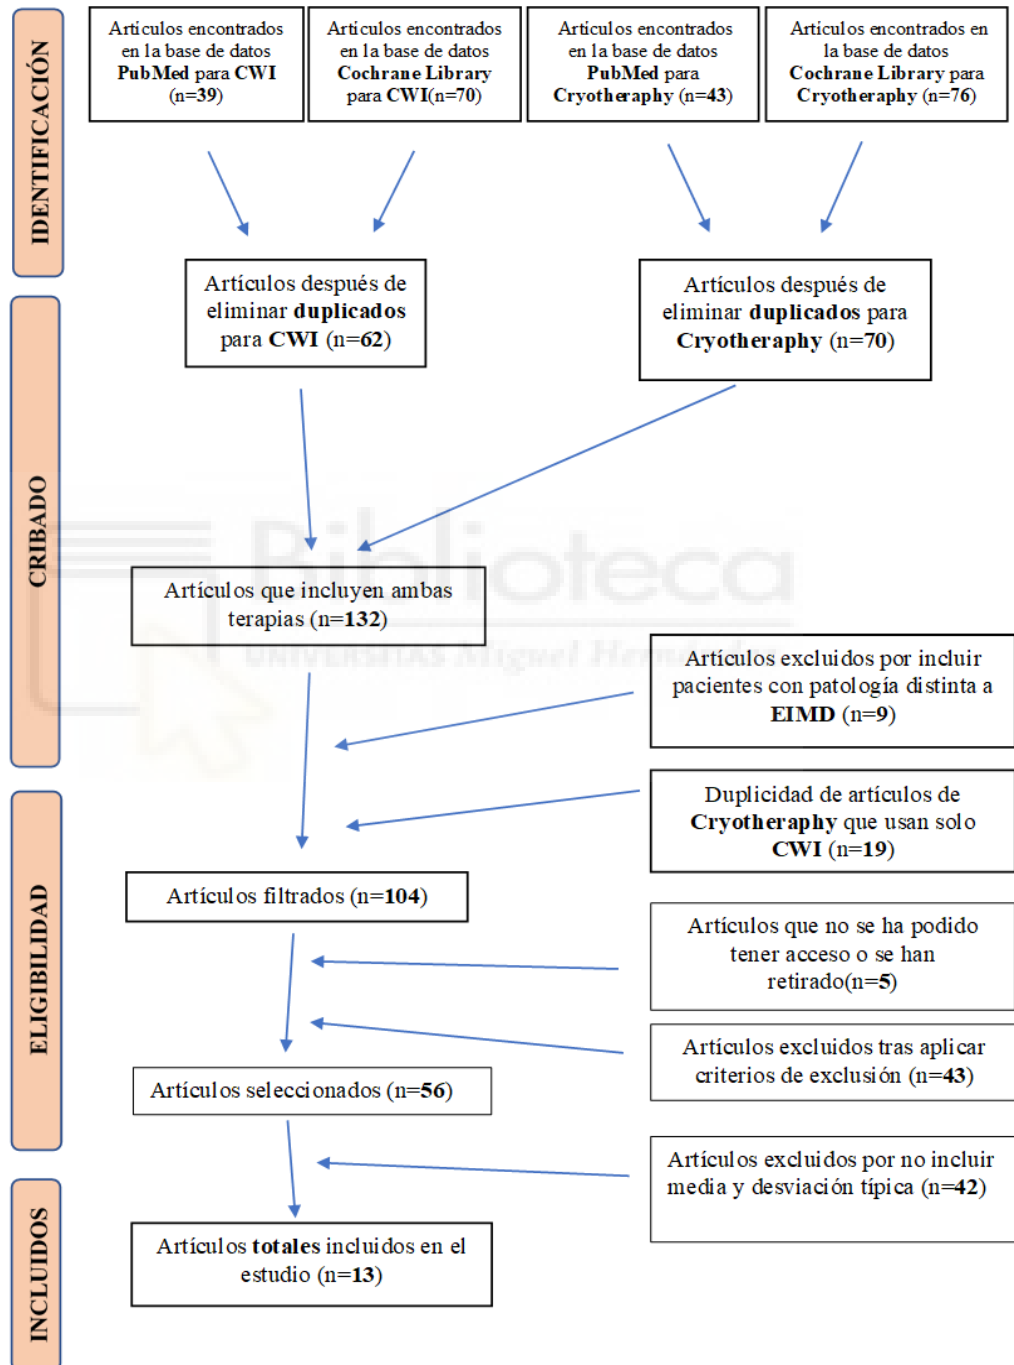 IDENTIFICACIÓN
Artículos encontrados
en la base de datos
PubMed para CWI
(n=39)
Artículos encontrados
en la base de datos
Cochrane Library
para CWI(n=70)
Artículos encontrados
en la base de datos
PubMed para
Cryotheraphy (n=43)
Artículos encontrados en
la base de datos
Cochrane Library para
Cryotheraphy (n=76)
Artículos después de
eliminar duplicados
para CWI (n=62)
Artículos después de
eliminar duplicados para
Cryotheraphy (n=70)
CRIBADO
Biblioteca
UNIVERSITAS Miguel Hernández
Artículos que incluyen ambas
terapias (n=132)
Artículos excluidos por incluir
pacientes con patología distinta a
EIMD (n=9)
Duplicidad de artículos de
Cryotheraphy que usan solo
CWI (n=19)
ELIGIBILIDAD
Artículos filtrados (n=104)
Artículos que no se ha podido
tener acceso o se han
retirado(n=5)
Artículos excluidos tras aplicar
criterios de exclusión (n=43)
Artículos seleccionados (n=56)
Artículos excluidos por no incluir
media y desviación típica (n=42)
INCLUIDOS
Artículos totales incluidos en el
estudio (n=13)